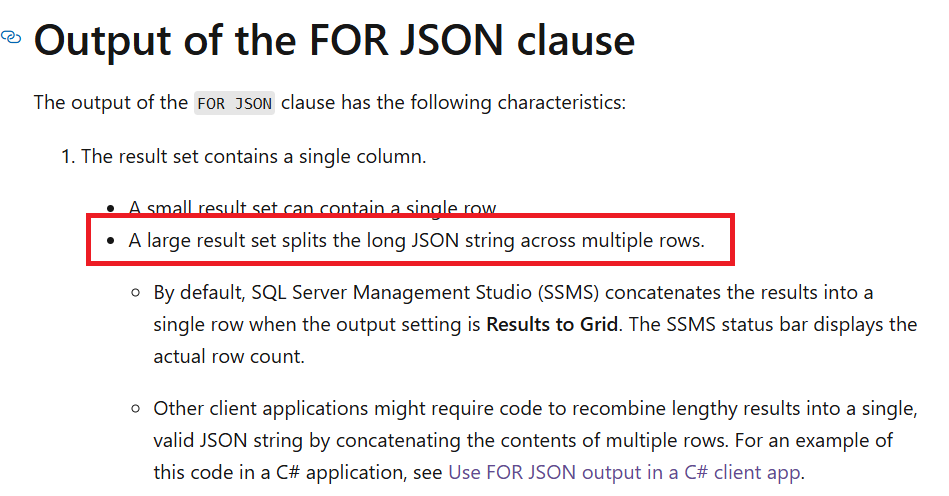 Output of the FOR JSON clause
The output of the FOR JSON clause has the following characteristics:
1. The result set contains a single column.
• A small result set can contain a single row
• A large result set splits the long JSON string across multiple rows.
○ By default, SQL Server Management Studio (SSMS) concatenates the results into a
single row when the output setting is Results to Grid. The SSMS status bar displays the
actual row count.
○ Other client applications might require code to recombine lengthy results into a single,
valid JSON string by concatenating the contents of multiple rows. For an example of
this code in a C# application, see Use FOR JSON output in a C# client app.